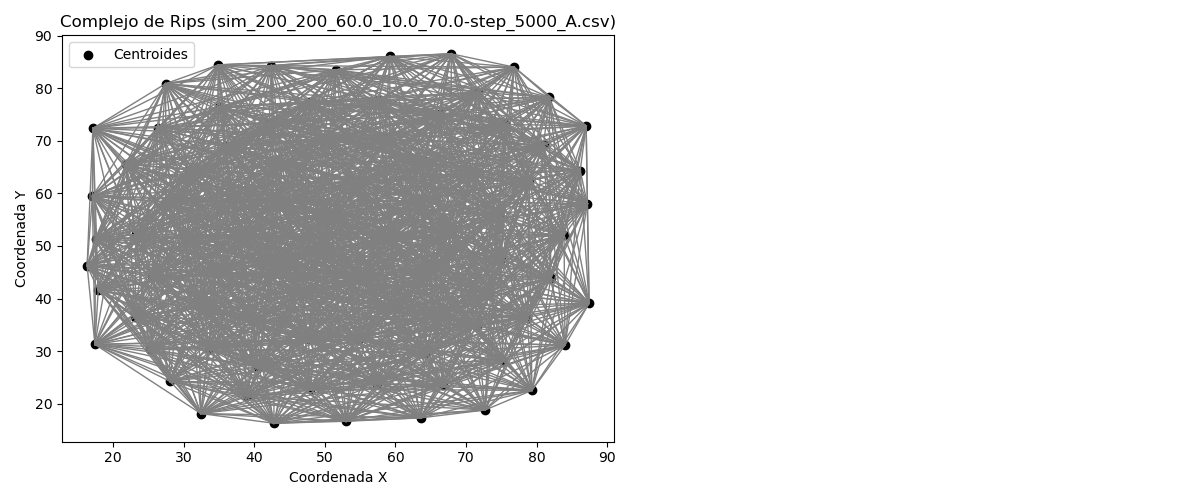 Complejo de Rips (sim_200_200_60.0_10.0_70.0-step_5000_A.csv)
Centroides
Coordenada Y
90
80
70
60
50
40
30
20
20 30 40 50 60 70 80 90
Coordenada X